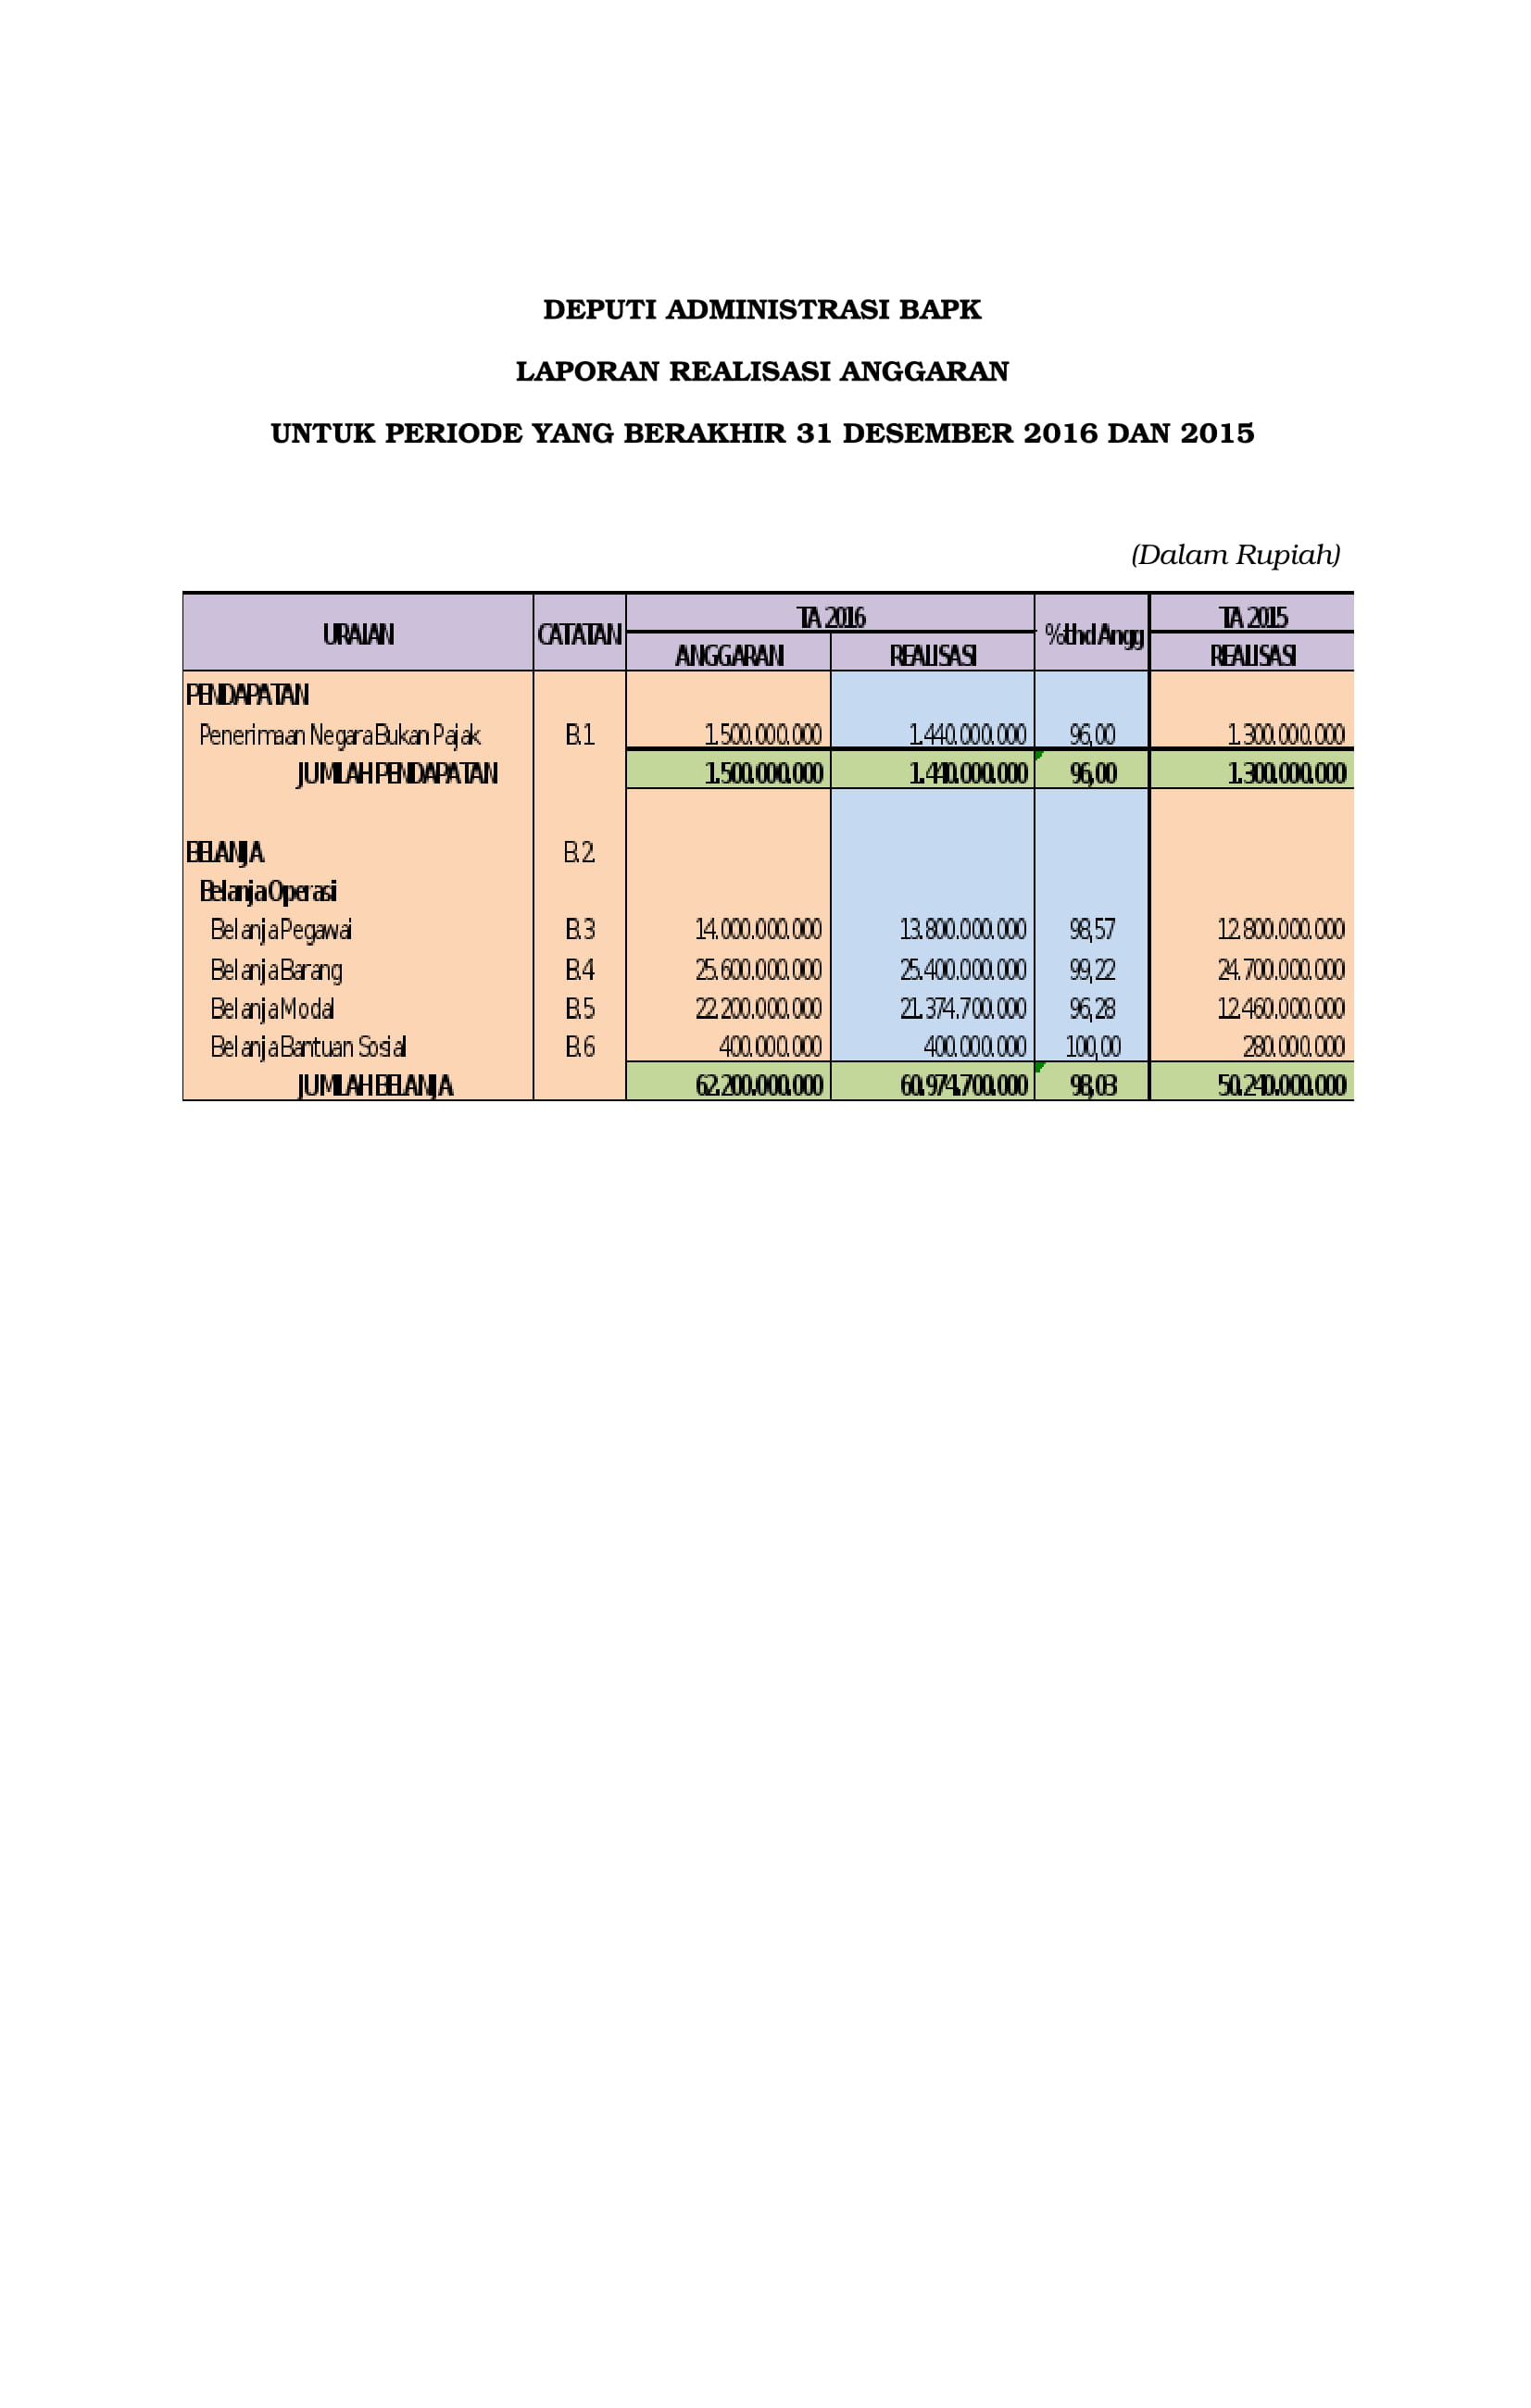 DEPUTI ADMINISTRASI BAPK
LAPORAN REALISASI ANGGARAN
UNTUK PERIODE YANG BERAKHIR 31 DESEMBER 2016 DAN 2015
(Dalam Rupiah)
URAIAN CATATAN TA 2016 % thd Angg TA 2015
ANGGARAN REALISASI REALISASI
PENDAPATAN
Penerimaan Negara Bukan Pajak B.1 1.500.000.000 1.440.000.000 96,00 1.300.000.000
JUMLAH PENDAPATAN 1.500.000.000 1.440.000.000 96,00 1.300.000.000
BELANJA B.2.
Belanja Operasi
Belanja Pegawai B.3 14.000.000.000 13.800.000.000 98,57 12.800.000.000
Belanja Barang B.4 25.600.000.000 25.400.000.000 99,22 24.700.000.000
Belanja Modal B.5 22.200.000.000 21.374.700.000 96,28 12.460.000.000
Belanja Bantuan Sosial B.6 400.000.000 400.000.000 100,00 280.000.000
JUMLAH BELANJA 62.200.000.000 60.974.700.000 98,03 50.240.000.000